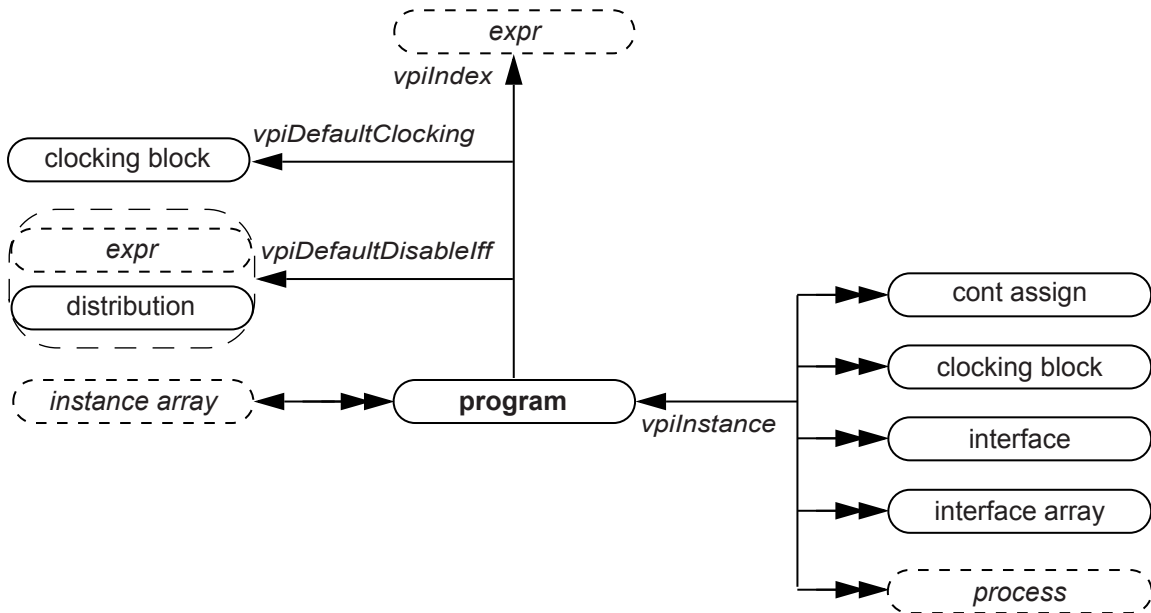 expr
vpiIndex
vpiDefaultClocking
clocking block
expr
vpiDefaultDisableIff
distribution
cont assign
clocking block
instance array
program
vpiInstance
interface
interface array
process